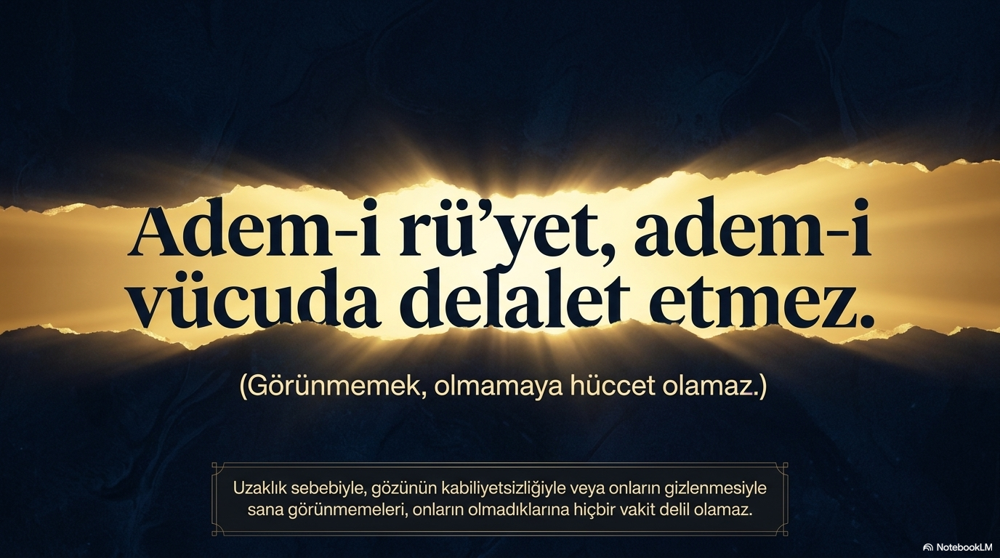 Adem-i rü’yet, adem-i
vücuda delalet etmez.
(Görünmemek, olmamaya hüccet olamaz.)
Uzaklık sebebiyle, gözünün kabiliyetsizliğiyle veya onların gizlenmesiyle
sana görünmemeleri, onların olmadıklarına hiçbir vakit delil olamaz.
NotebookLM